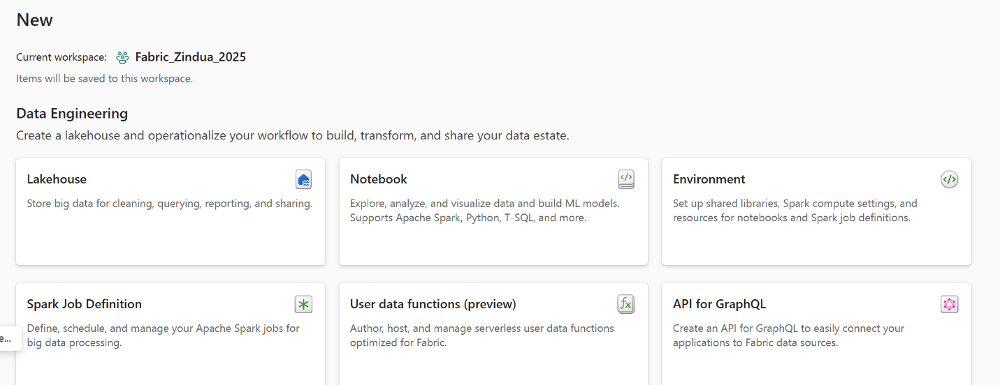 New
Current workspace: Fabric_Zindua_2025
Items will be saved to this workspace.
Data Engineering
Create a lakehouse and operationalize your workflow to build, transform, and share your data estate.
Lakehouse
Store big data for cleaning, querying, reporting, and sharing.
Notebook
Explore, analyze, and visualize data and build ML models.
Supports Apache Spark, Python, T-SQL, and more.
Environment
Set up shared libraries, Spark compute settings, and
resources for notebooks and Spark job definitions.
Spark Job Definition
Define, schedule, and manage your Apache Spark jobs for
big data processing.
User data functions (preview)
Author, host, and manage serverless user data functions
optimized for Fabric.
API for GraphQL
Create an API for GraphQL to easily connect your
applications to Fabric data sources.
e...